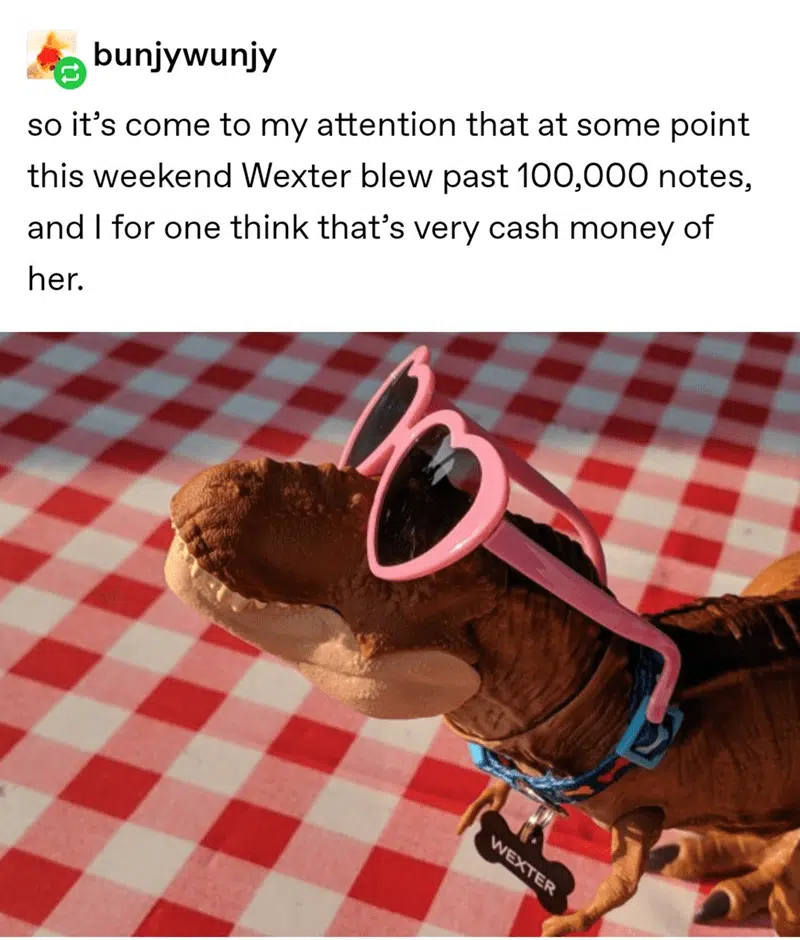 bunjywunjy
so it’s come to my attention that at some point
this weekend Wexter blew past 100,000 notes,
and I for one think that’s very cash money of
her.
WEXTER